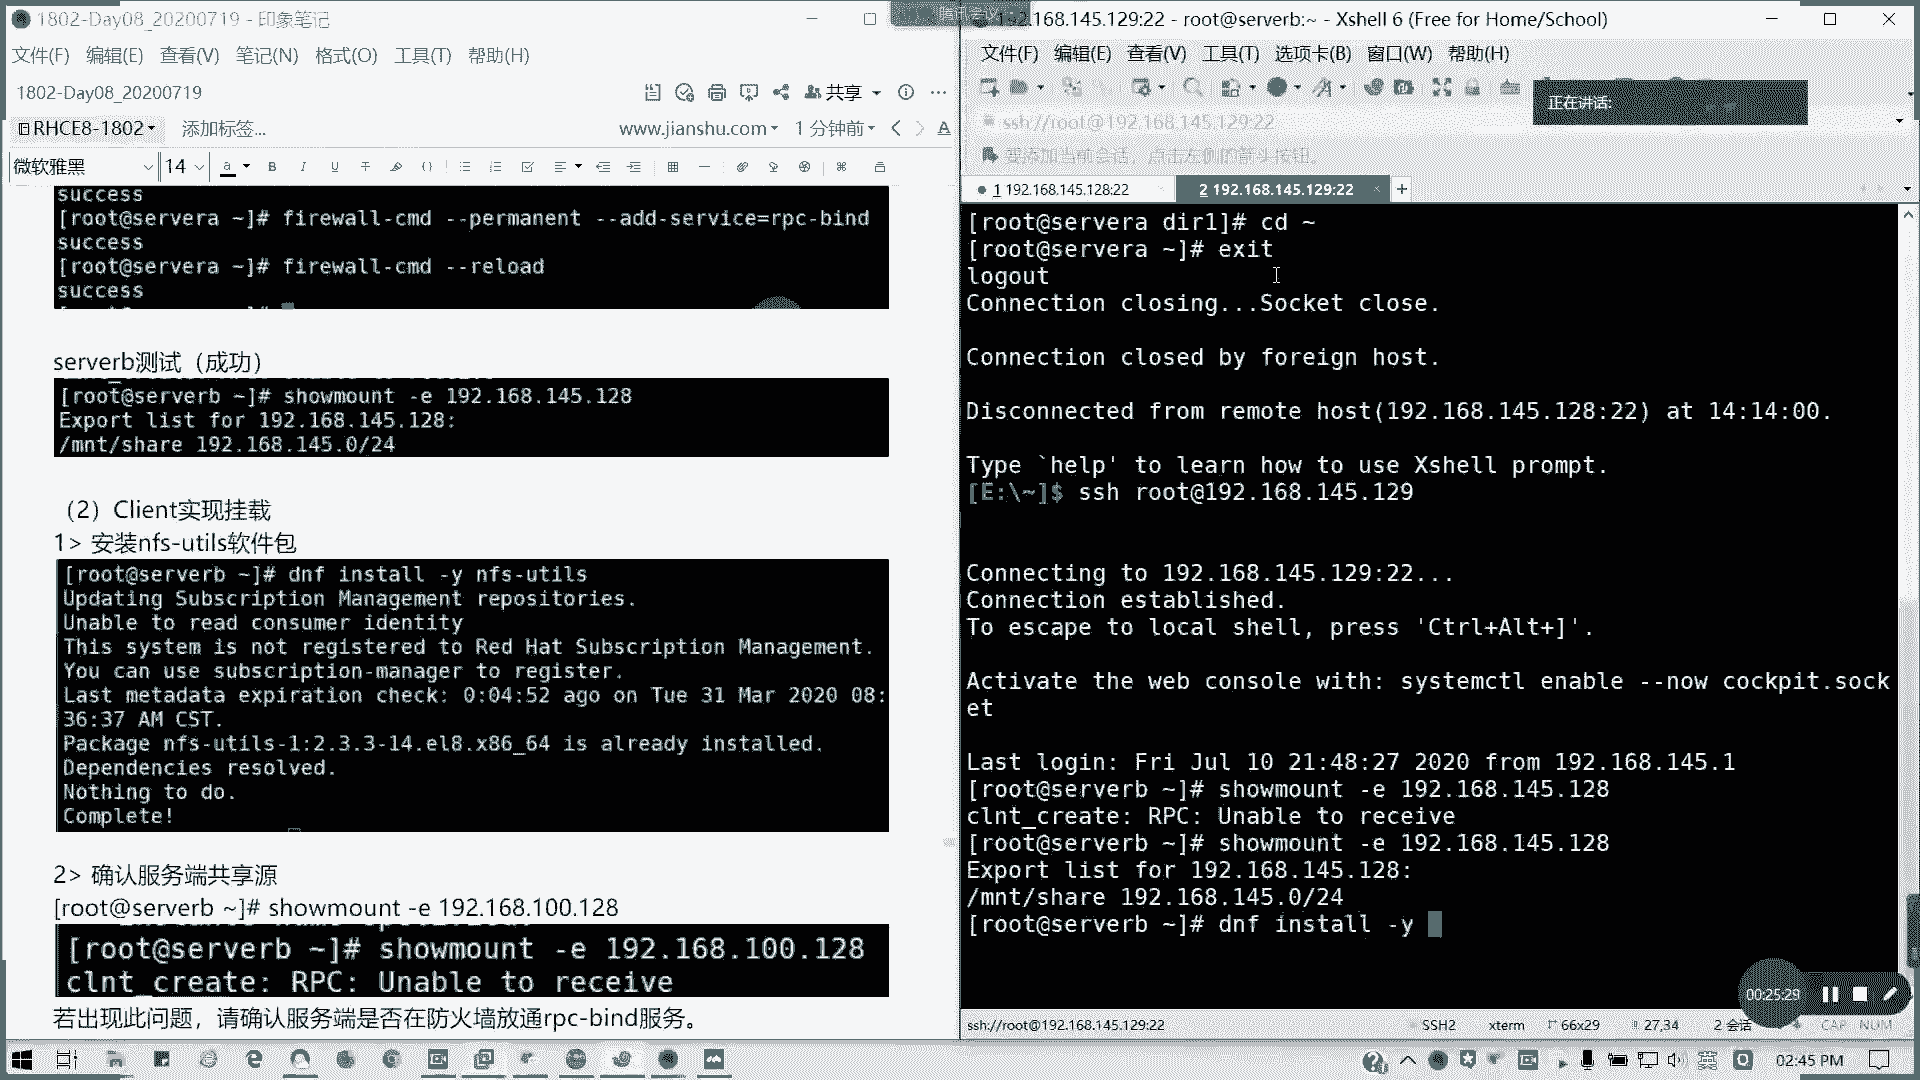 1802-Day08_20200719 - 印象笔记
文件(F) 编辑(E) 查看(V) 笔记(N) 格式(O) 工具(T) 帮助(H)
1802-Day08_20200719
共享
RHCE8-1802 添加标签...
www.jianshu.com 1 分钟前
微软雅黑 14
success
[root@servera ~]# firewall-cmd --permanent --add-service=rpc-bind
success
[root@servera ~]# firewall-cmd --reload
success
serverb测试（成功）
[root@serverb ~]# showmount -e 192.168.145.128
Export list for 192.168.145.128:
/mnt/share 192.168.145.0/24
（2）Client实现挂载
1> 安装nfs-utils软件包
[root@serverb ~]# dnf install -y nfs-utils
Updating Subscription Management repositories.
Unable to read consumer identity
This system is not registered to Red Hat Subscription Management.
You can use subscription-manager to register.
Last metadata expiration check: 0:04:52 ago on Tue 31 Mar 2020 08:
36:37 AM CST.
Package nfs-utils-1:2.3.3-14.el8.x86_64 is already installed.
Dependencies resolved.
Nothing to do.
Complete!
2> 确认服务端共享源
[root@serverb ~]# showmount -e 192.168.100.128
[root@serverb ~]# showmount -e 192.168.100.128
clnt_create: RPC: Unable to receive
若出现此问题，请确认服务端是否在防火墙放通rpc-bind服务。
192.168.145.129:22 - root@serverb:~ - Xshell 6 (Free for Home/School)
文件(F) 编辑(E) 查看(V) 工具(T) 选项卡(B) 窗口(W) 帮助(H)
正在讲话:
ssh://root@192.168.145.129:22
要添加当前会话，点击左侧的箭头按钮。
1 192.168.145.128:22
2 192.168.145.129:22
[root@servera dir1]# cd ~
[root@servera ~]# exit
logout
Connection closing...Socket close.
Connection closed by foreign host.
Disconnected from remote host(192.168.145.128:22) at 14:14:00.
Type `help' to learn how to use Xshell prompt.
[E:\~]$ ssh root@192.168.145.129
Connecting to 192.168.145.129:22...
Connection established.
To escape to local shell, press 'Ctrl+Alt+]'.
Activate the web console with: systemctl enable --now cockpit.sock
et
Last login: Fri Jul 10 21:48:27 2020 from 192.168.145.1
[root@serverb ~]# showmount -e 192.168.145.128
clnt_create: RPC: Unable to receive
[root@serverb ~]# showmount -e 192.168.145.128
Export list for 192.168.145.128:
/mnt/share 192.168.145.0/24
[root@serverb ~]# dnf install -y
00:25:29
ssh://root@192.168.145.129:22 SSH2 xterm 66x29 27,34 2 会话 CAP NUM
英
02:45 PM